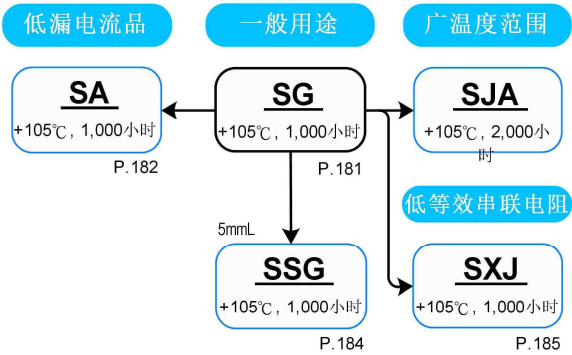 低漏电流品
一般用途
广温度范围
SA
+105℃, 1,000小时
P.182
SG
+105℃, 1,000小时
P.181
SJA
+105℃, 2,000小
时
5mmL
SSG
+105℃, 1,000小时
P.184
低等效串联电阻
SXJ
+105℃, 1,000小时
P.185